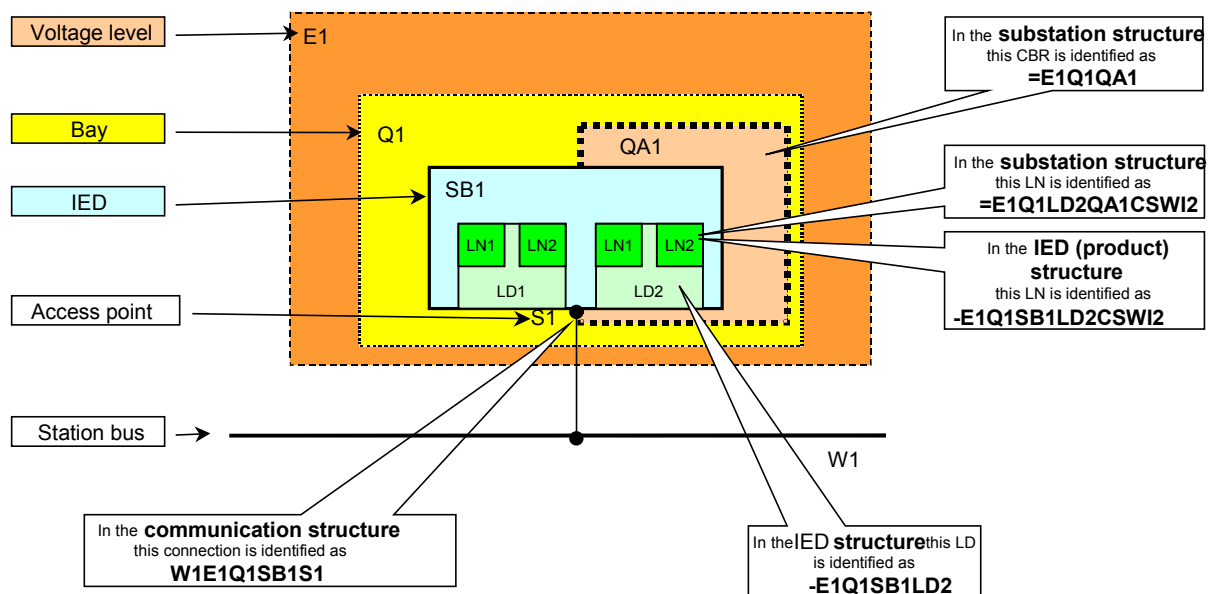 Voltage level
E1
In the substation structure
this CBR is identified as
=E1Q1QA1
Bay
Q1
QA1
In the substation structure
this LN is identified as
=E1Q1LD2QA1CSWI2
IED
SB1
LN1
LN2
LN1
LN2
In the IED (product)
structure
this LN is identified as
-E1Q1SB1LD2CSWI2
LD1
LD2
Access point
S1
Station bus
W1
In the communication structure
this connection is identified as
W1E1Q1SB1S1
In the IED structure this LD
is identified as
-E1Q1SB1LD2